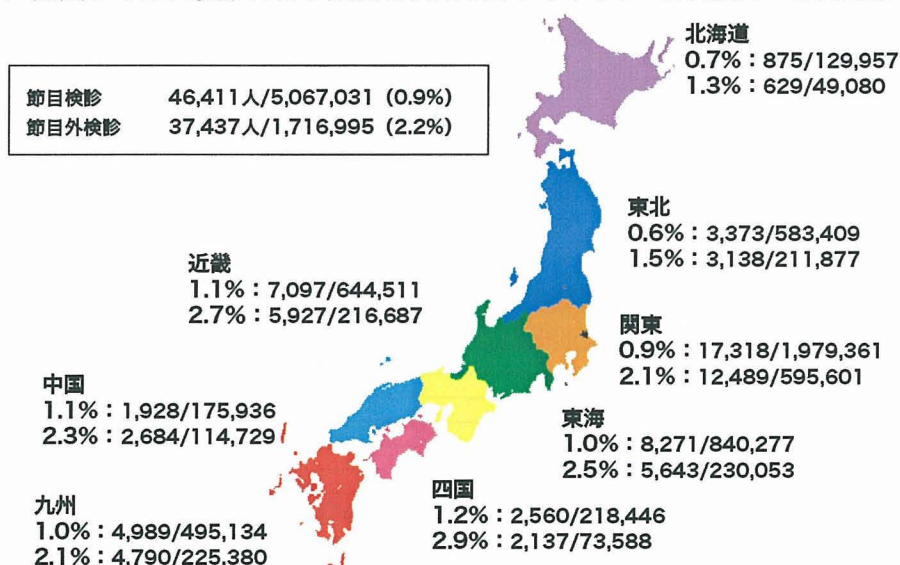 北海道
0.7%：875/129,957
1.3%：629/49,080
節目検診 46,411人/5,067,031（0.9%）
節目外検診 37,437人/1,716,995（2.2%）
東北
0.6%：3,373/583,409
1.5%：3,138/211,877
近畿
1.1%：7,097/644,511
2.7%：5,927/216,687
関東
0.9%：17,318/1,979,361
2.1%：12,489/595,601
中国
1.1%：1,928/175,936
2.3%：2,684/114,729
東海
1.0%：8,271/840,277
2.5%：5,643/230,053
四国
1.2%：2,560/218,446
2.9%：2,137/73,588
九州
1.0%：4,989/495,134
2.1%：4,790/225,380